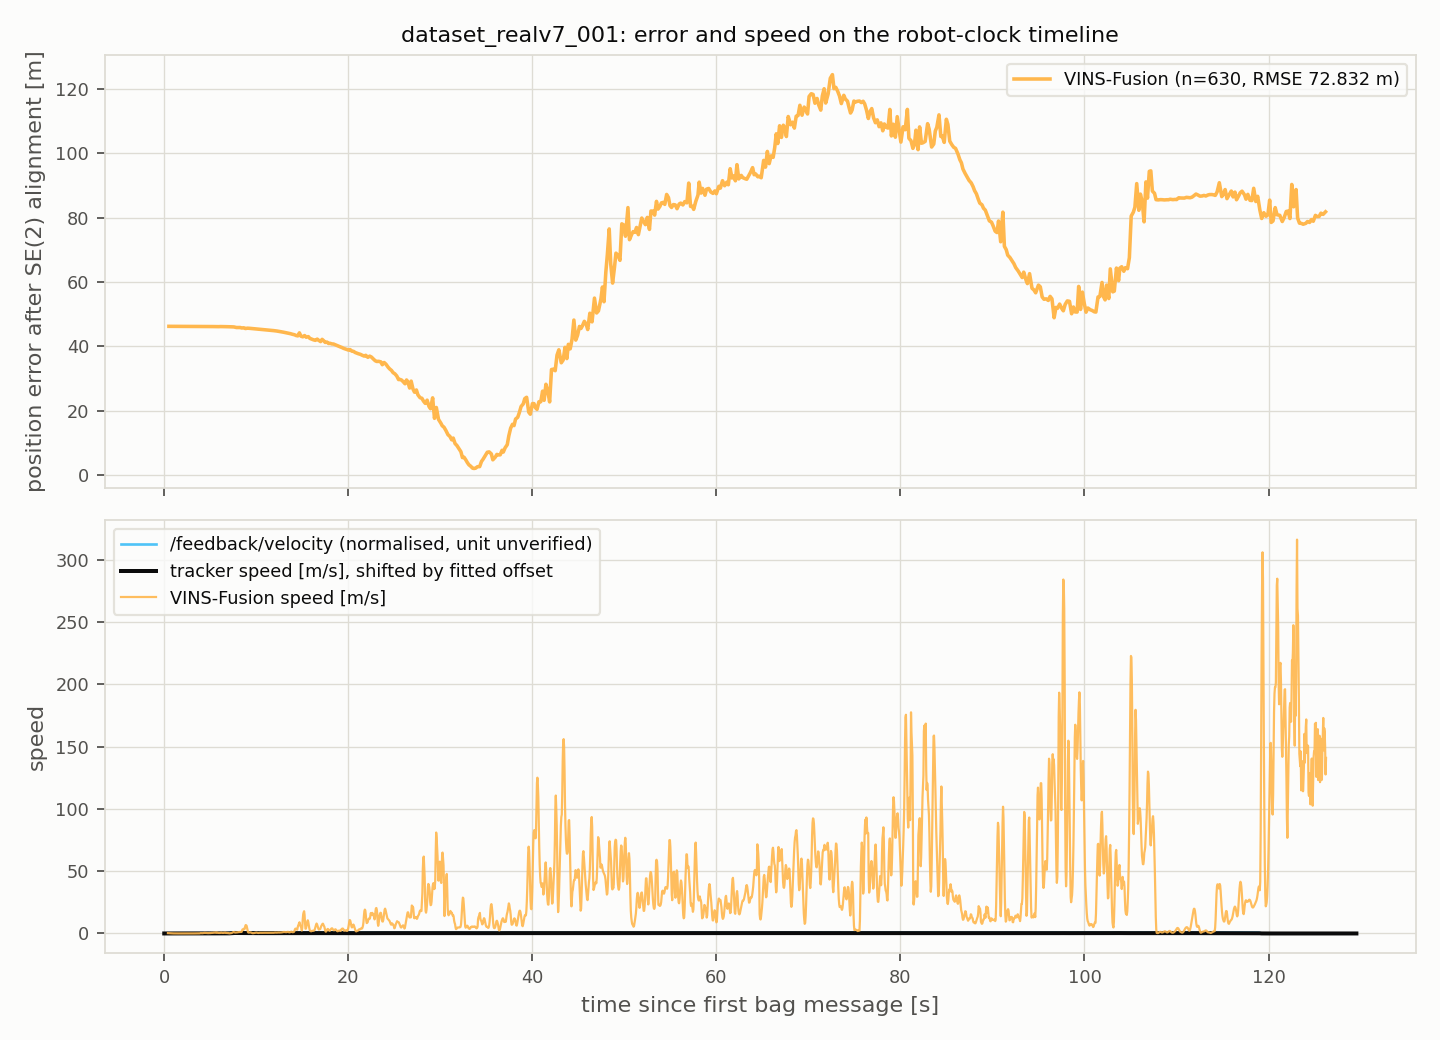 dataset_realv7_001: error and speed on the robot-clock timeline
position error after SE(2) alignment [m]
VINS-Fusion (n=630, RMSE 72.832 m)
120
100
80
60
40
20
0
speed
/feedback/velocity (normalised, unit unverified)
tracker speed [m/s], shifted by fitted offset
VINS-Fusion speed [m/s]
300
250
200
150
100
50
0
0 20 40 60 80 100 120
time since first bag message [s]